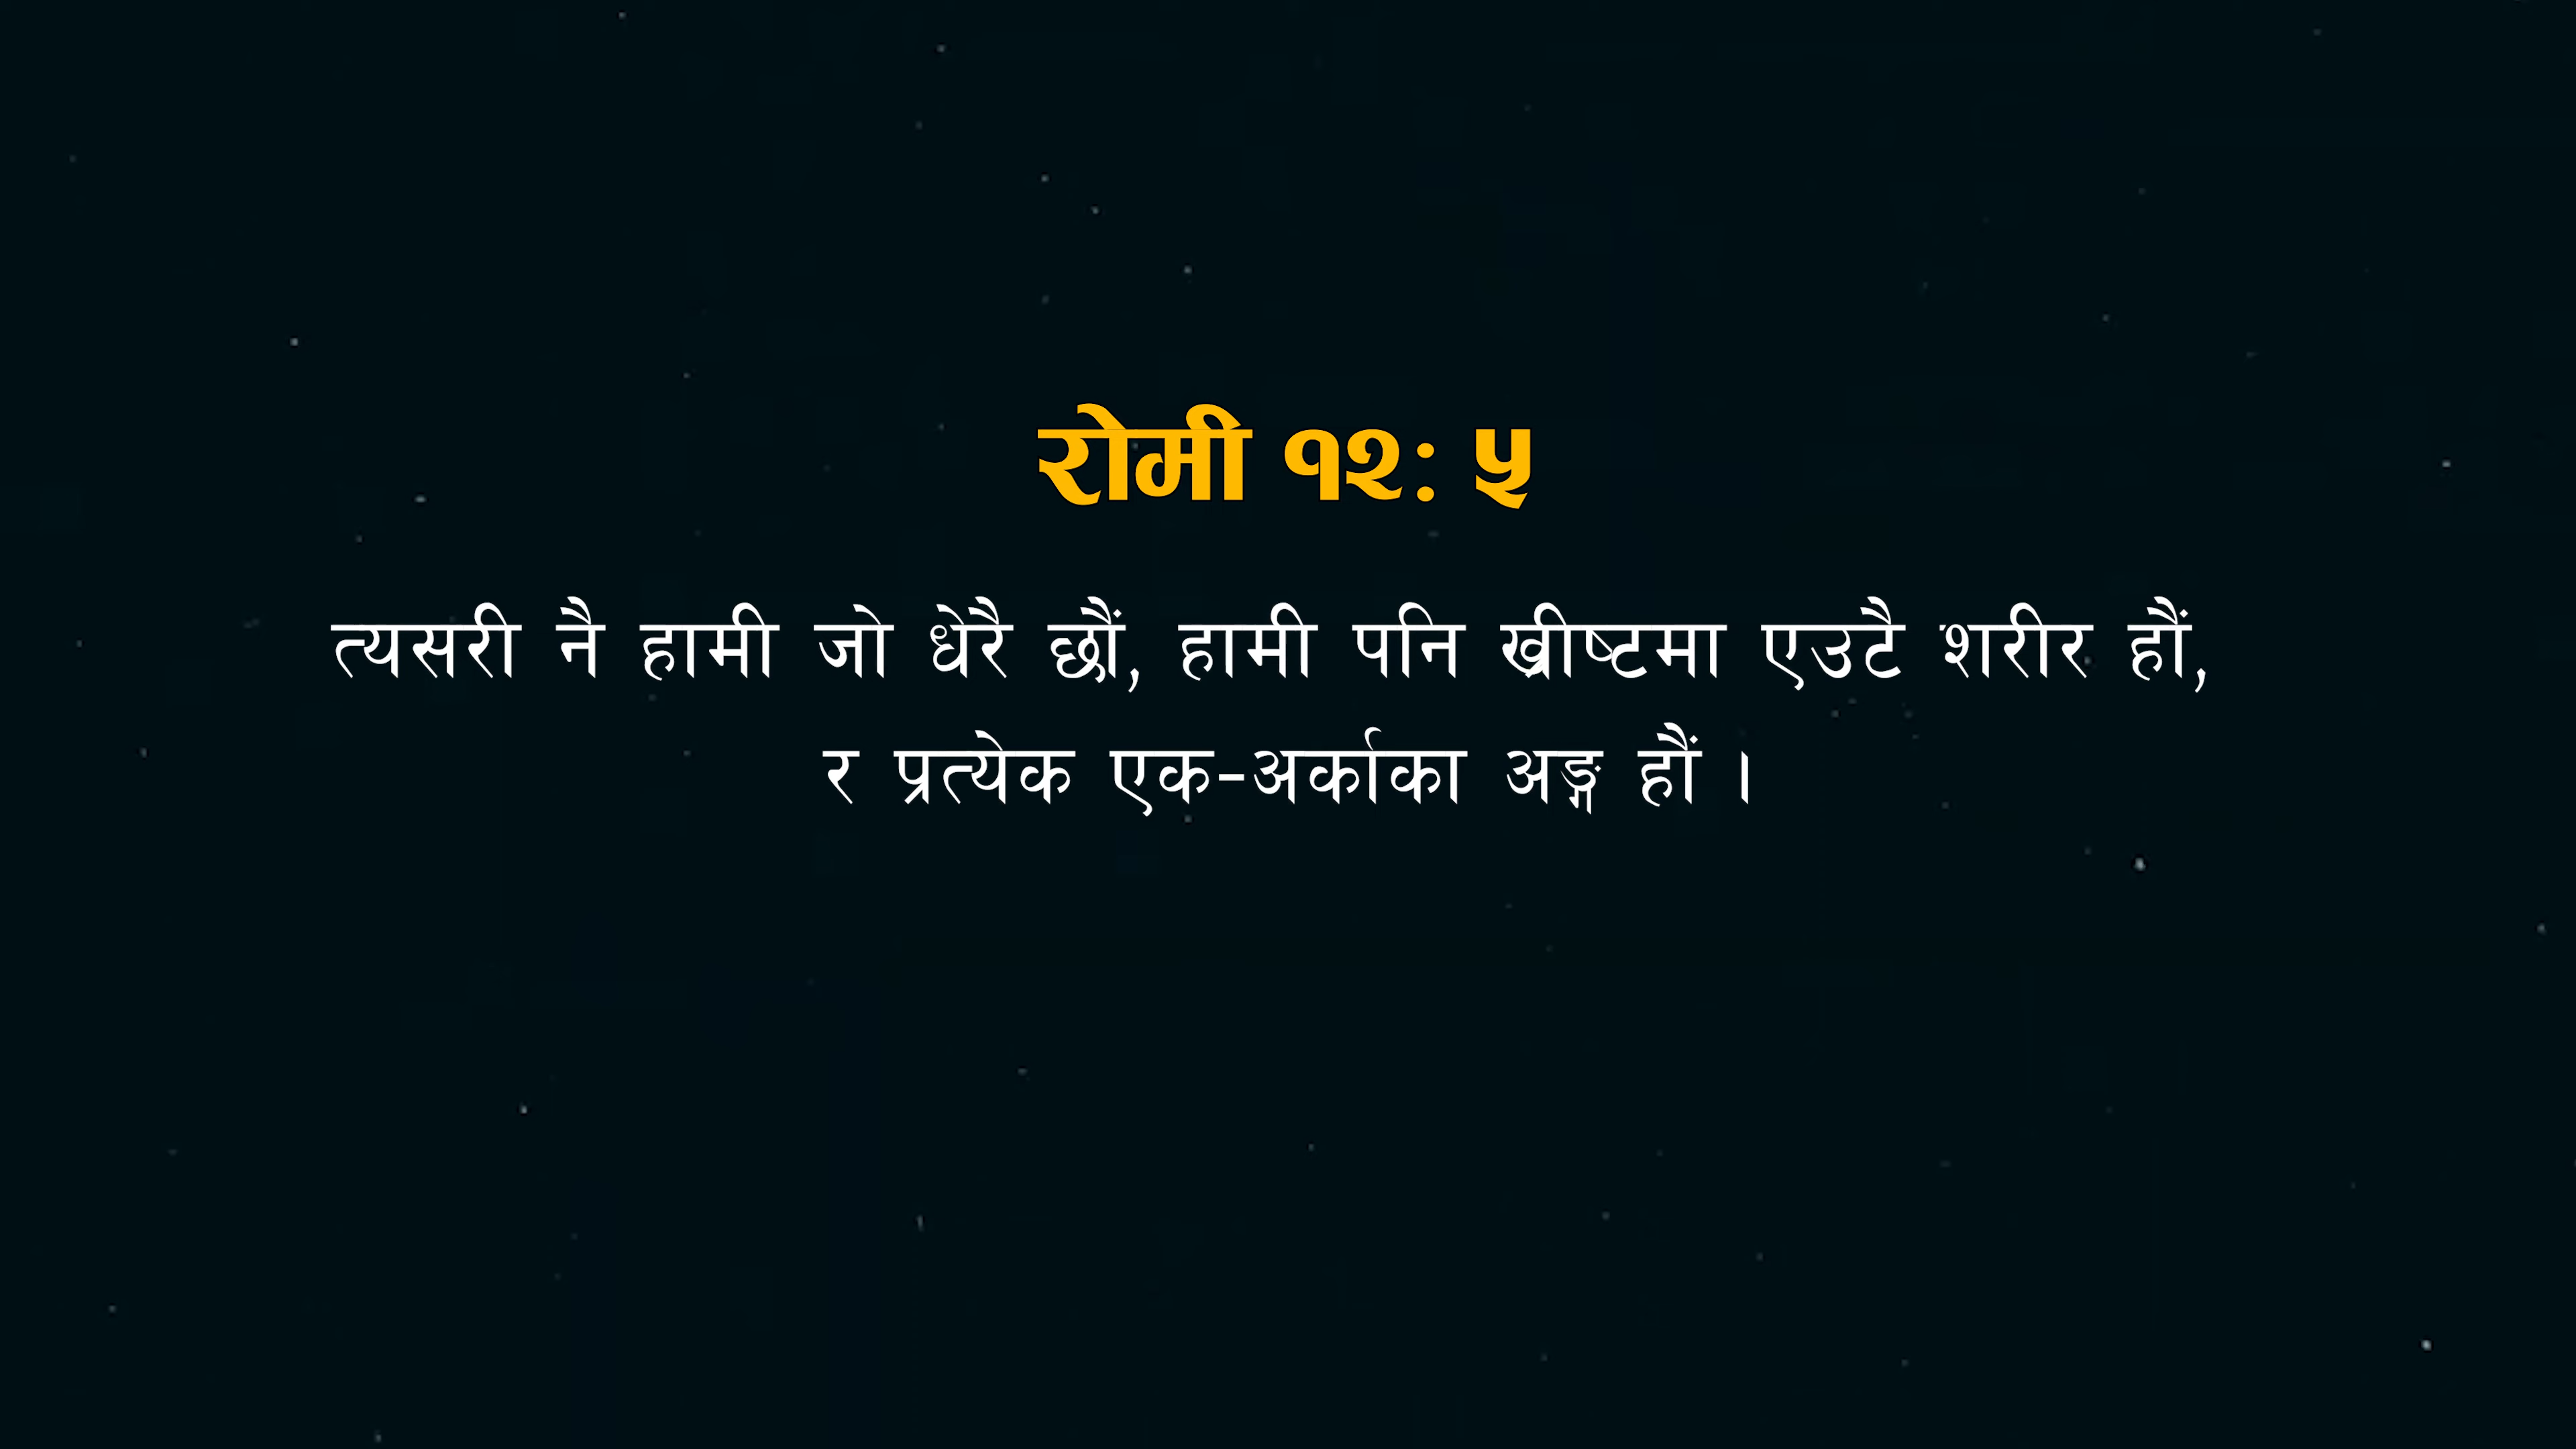 रोमी १२: ५
त्यसरी नै हामी जो धेरै छौं, हामी पनि ख्रीष्टमा एउटै शरीर हौं,
र प्रत्येक एक-अर्काका अङ्ग हौं ।